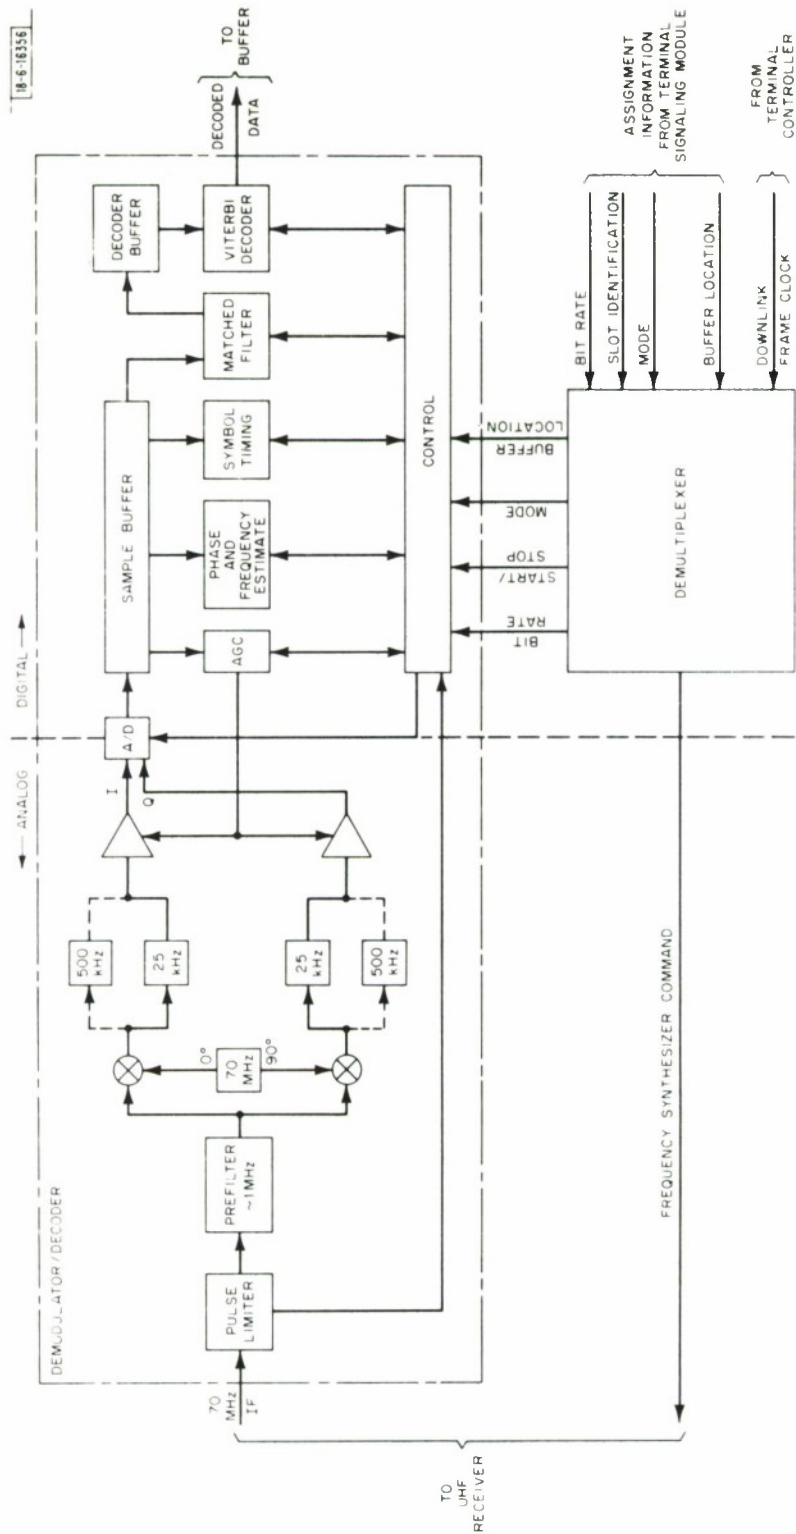 18-6-16356
DEMODULATOR/DECODER
← ANALOG
DIGITAL →
70
MHz
IF
PULSE
LIMITER
PREFILTER
~1MHz
70
MHz
0°
90°
500
kHz
25
kHz
25
kHz
500
kHz
I
Q
A/D
SAMPLE BUFFER
AGC
PHASE
AND
FREQUENCY
ESTIMATE
SYMBOL
TIMING
MATCHED
FILTER
DECODER
BUFFER
VITERBI
DECODER
DECODED
DATA
TO
BUFFER
CONTROL
BIT
RATE
START/
STOP
MODE
BUFFER
LOCATION
DEMULTIPLEXER
BIT RATE
SLOT IDENTIFICATION
MODE
BUFFER LOCATION
DOWNLINK
FRAME CLOCK
ASSIGNMENT
INFORMATION
FROM TERMINAL
SIGNALING MODULE
FROM
TERMINAL
CONTROLLER
FREQUENCY SYNTHESIZER COMMAND
TO
UHF
RECEIVER